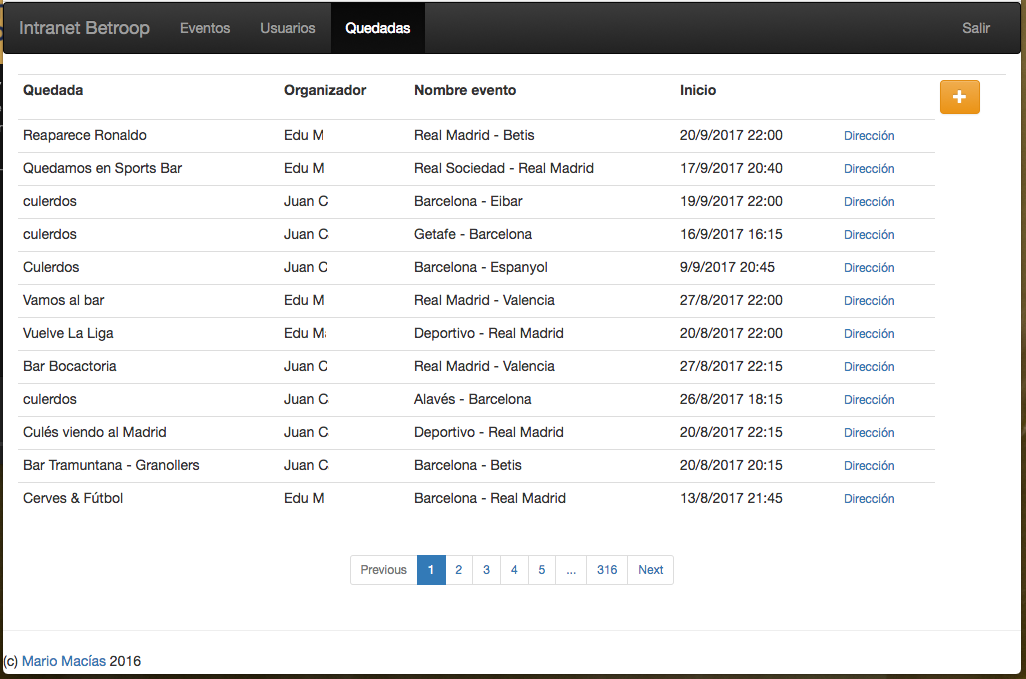 Intranet Betroop Eventos Usuarios Quedadas Salir
Quedada Organizador Nombre evento Inicio +
Reaparece Ronaldo Edu M Real Madrid - Betis 20/9/2017 22:00 Dirección
Quedamos en Sports Bar Edu M Real Sociedad - Real Madrid 17/9/2017 20:40 Dirección
culerdos Juan C Barcelona - Eibar 19/9/2017 22:00 Dirección
culerdos Juan C Getafe - Barcelona 16/9/2017 16:15 Dirección
Culerdos Juan C Barcelona - Espanyol 9/9/2017 20:45 Dirección
Vamos al bar Edu M Real Madrid - Valencia 27/8/2017 22:00 Dirección
Vuelve La Liga Edu Ma Deportivo - Real Madrid 20/8/2017 22:00 Dirección
Bar Bocactoria Juan C Real Madrid - Valencia 27/8/2017 22:15 Dirección
culerdos Juan C Alavés - Barcelona 26/8/2017 18:15 Dirección
Culés viendo al Madrid Juan C Deportivo - Real Madrid 20/8/2017 22:15 Dirección
Bar Tramuntana - Granollers Juan C Barcelona - Betis 20/8/2017 20:15 Dirección
Cerves & Fútbol Edu M Barcelona - Real Madrid 13/8/2017 21:45 Dirección
Previous 1 2 3 4 5 ... 316 Next
(c) Mario Macías 2016